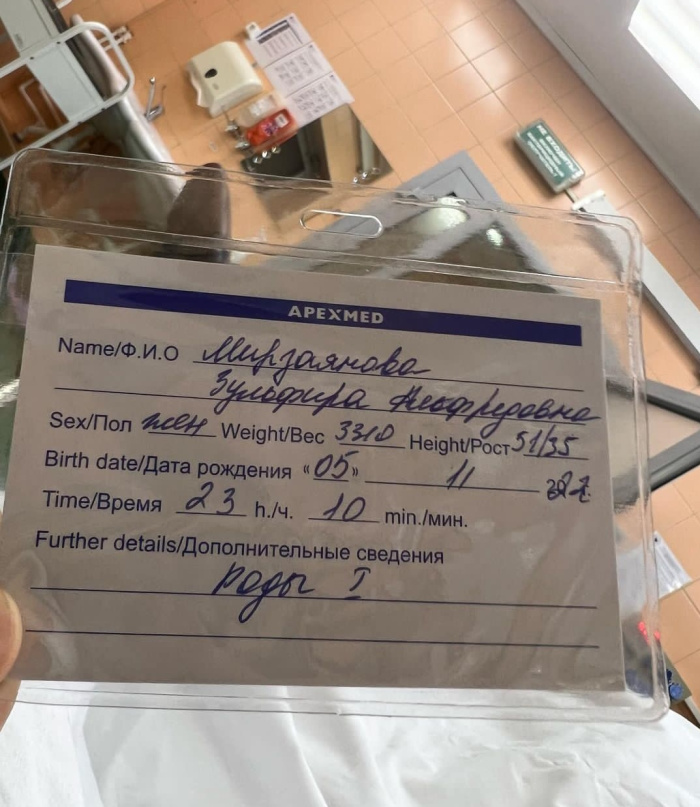 APEXMED
Name/Ф.И.О Мирзаянова
Зульфира Альфредовна
Sex/Пол жен Weight/Вес 3310 Height/Рост 51/35
Birth date/Дата рождения «05» 11
Time/Время 23 h./ч. 10 min./мин.
Further details/Дополнительные сведения
Роды I